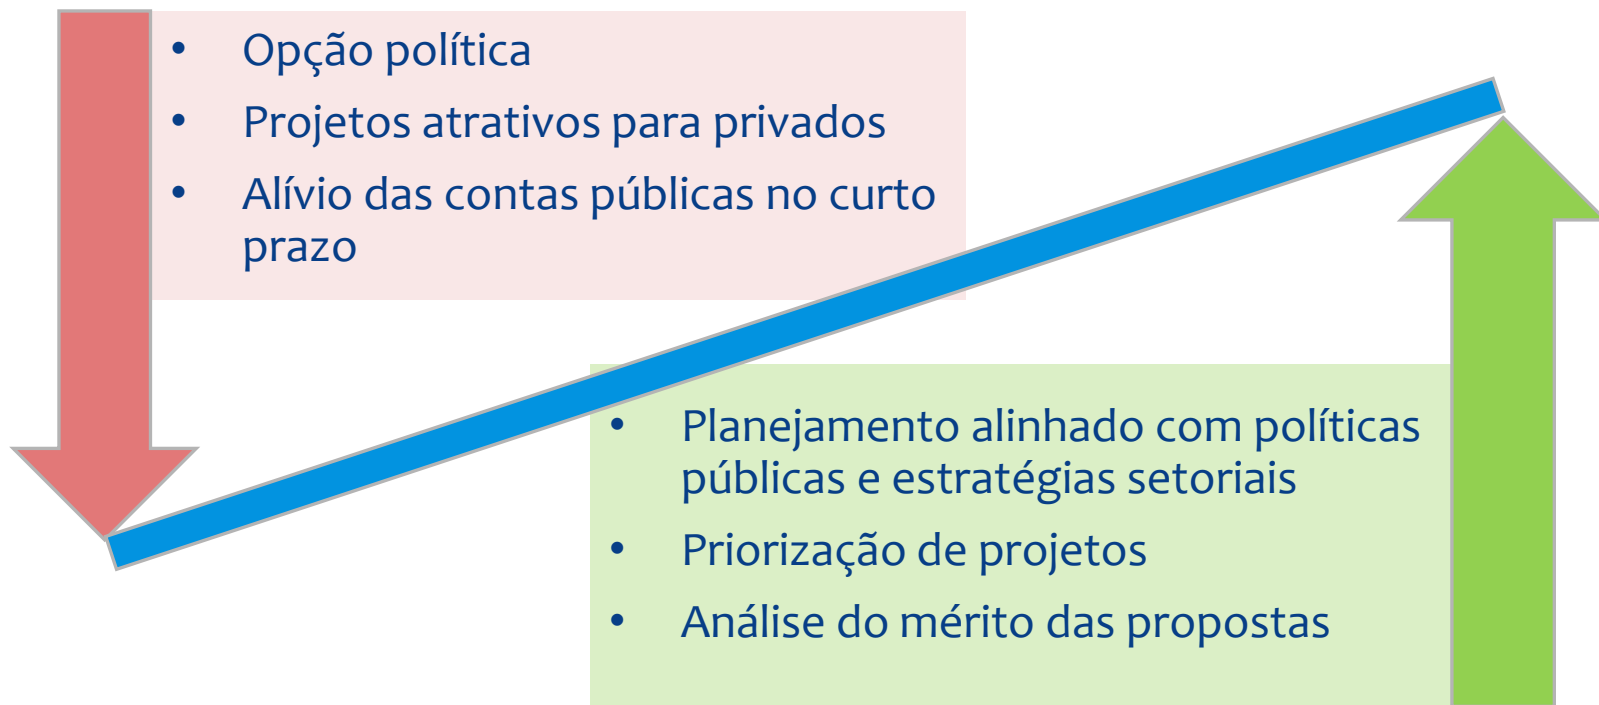 • Opção política
• Projetos atrativos para privados
• Alívio das contas públicas no curto
prazo
• Planejamento alinhado com políticas
públicas e estratégias setoriais
• Priorização de projetos
• Análise do mérito das propostas